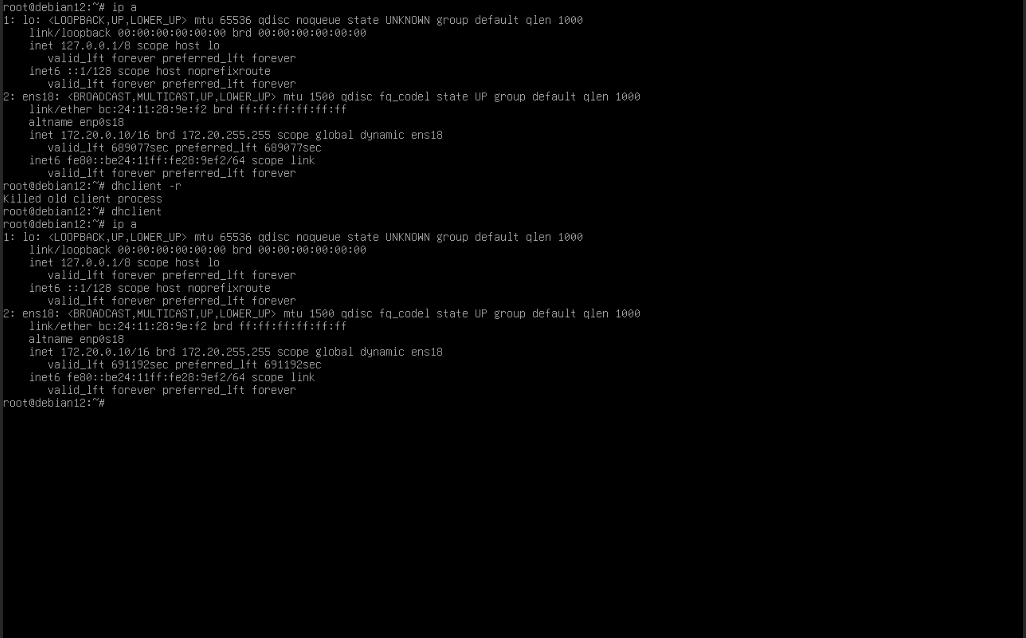 root@debian12:~# ip a
1: lo: <LOOPBACK,UP,LOWER_UP> mtu 65536 qdisc noqueue state UNKNOWN group default qlen 1000
    link/loopback 00:00:00:00:00:00 brd 00:00:00:00:00:00
    inet 127.0.0.1/8 scope host lo
       valid_lft forever preferred_lft forever
    inet6 ::1/128 scope host noprefixroute
       valid_lft forever preferred_lft forever
2: ens18: <BROADCAST,MULTICAST,UP,LOWER_UP> mtu 1500 qdisc fq_codel state UP group default qlen 1000
    link/ether bc:24:11:28:9e:f2 brd ff:ff:ff:ff:ff:ff
    altname enp0s18
    inet 172.20.0.10/16 brd 172.20.255.255 scope global dynamic ens18
       valid_lft 689077sec preferred_lft 689077sec
    inet6 fe80::be24:11ff:fe28:9ef2/64 scope link
       valid_lft forever preferred_lft forever
root@debian12:~# dhclient -r
Killed old client process
root@debian12:~# dhclient
root@debian12:~# ip a
1: lo: <LOOPBACK,UP,LOWER_UP> mtu 65536 qdisc noqueue state UNKNOWN group default qlen 1000
    link/loopback 00:00:00:00:00:00 brd 00:00:00:00:00:00
    inet 127.0.0.1/8 scope host lo
       valid_lft forever preferred_lft forever
    inet6 ::1/128 scope host noprefixroute
       valid_lft forever preferred_lft forever
2: ens18: <BROADCAST,MULTICAST,UP,LOWER_UP> mtu 1500 qdisc fq_codel state UP group default qlen 1000
    link/ether bc:24:11:28:9e:f2 brd ff:ff:ff:ff:ff:ff
    altname enp0s18
    inet 172.20.0.10/16 brd 172.20.255.255 scope global dynamic ens18
       valid_lft 691192sec preferred_lft 691192sec
    inet6 fe80::be24:11ff:fe28:9ef2/64 scope link
       valid_lft forever preferred_lft forever
root@debian12:~#